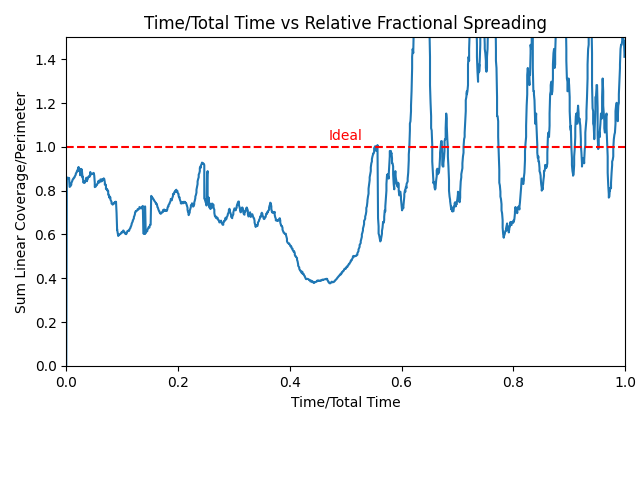 Time/Total Time vs Relative Fractional Spreading
Sum Linear Coverage/Perimeter
1.4
1.2
1.0
0.8
0.6
0.4
0.2
0.0
Ideal
0.0 0.2 0.4 0.6 0.8 1.0
Time/Total Time